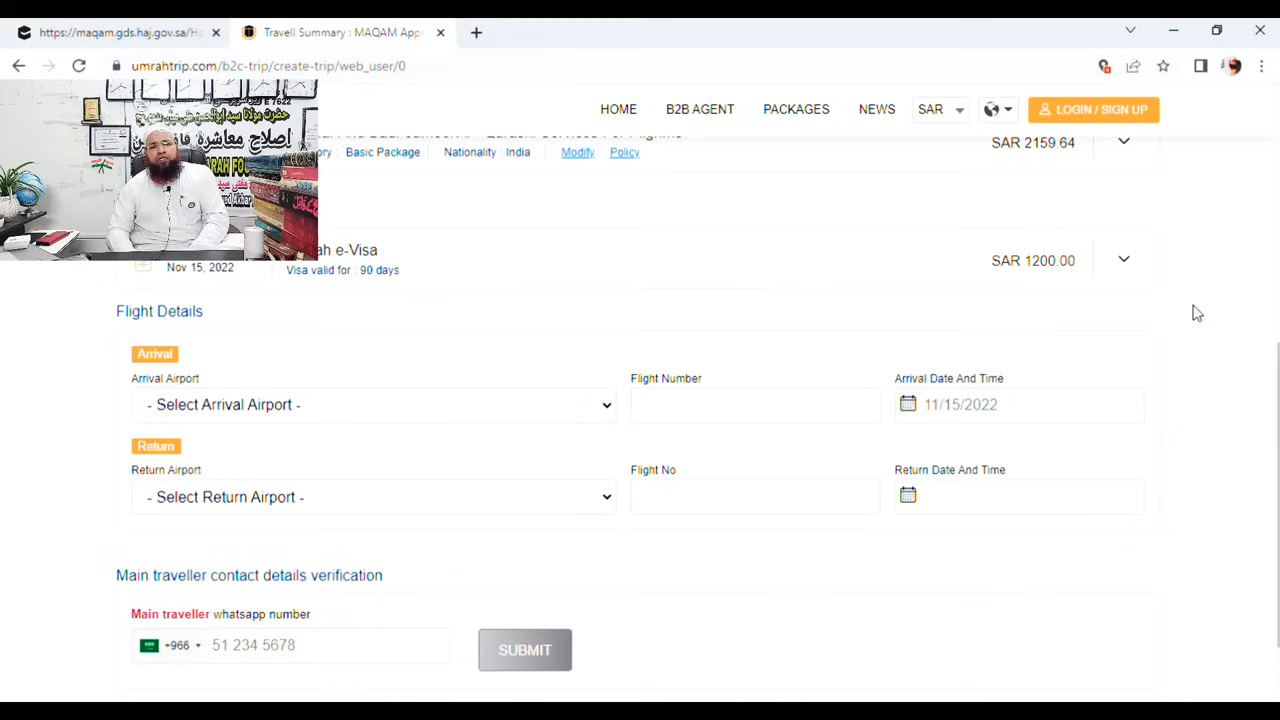 https://maqam.gds.haj.gov.sa/H
Travell Summary : MAQAM App
umrahtrip.com/b2c-trip/create-trip/web_user/0
HOME B2B AGENT PACKAGES NEWS SAR LOGIN / SIGN UP
7622
اصلاح معاشره
SAR 2159.64
Basic Package Nationality India Modify Policy
e-Visa
Nov 15, 2022 Visa valid for : 90 days SAR 1200.00
Flight Details
Arrival
Arrival Airport Flight Number Arrival Date And Time
- Select Arrival Airport - 11/15/2022
Return
Return Airport Flight No Return Date And Time
- Select Return Airport -
Main traveller contact details verification
Main traveller whatsapp number
+966 51 234 5678 SUBMIT